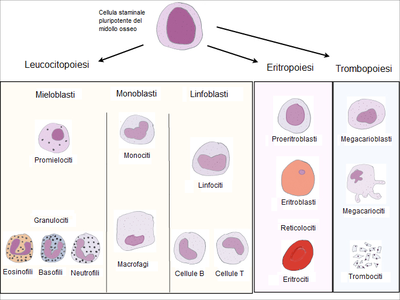 Cellula staminale
pluripotente del
midollo osseo
Leucocitopoiesi
Eritropoiesi
Trombopoiesi
Mieloblasti
Monoblasti
Linfoblasti
Promielociti
Monociti
Linfociti
Proeritroblasti
Megacarioblasti
Eritroblasti
Megacariociti
Granulociti
Reticolociti
Eosinofili
Basofili
Neutrofili
Macrofagi
Cellule B
Cellule T
Eritrociti
Trombociti